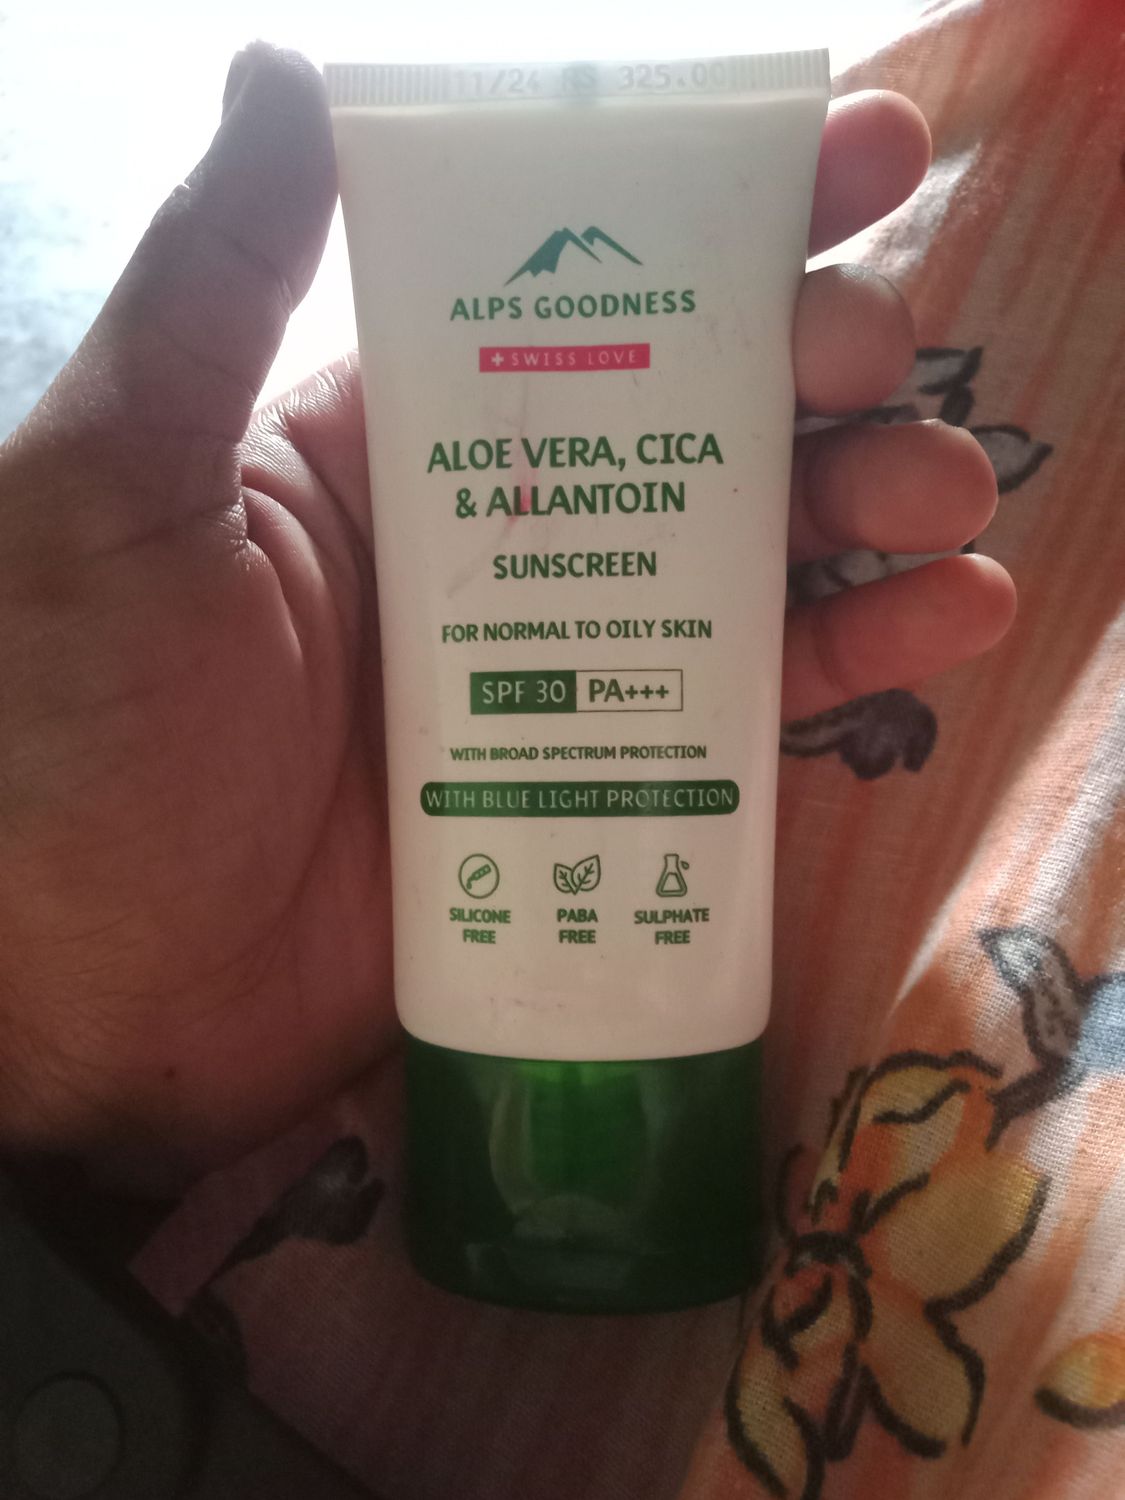 11/24 RS 325.00
ALPS GOODNESS
+ SWISS LOVE
ALOE VERA, CICA
& ALLANTOIN
SUNSCREEN
FOR NORMAL TO OILY SKIN
SPF 30 PA+++
WITH BROAD SPECTRUM PROTECTION
WITH BLUE LIGHT PROTECTION
SILICONE FREE
PABA FREE
SULPHATE FREE